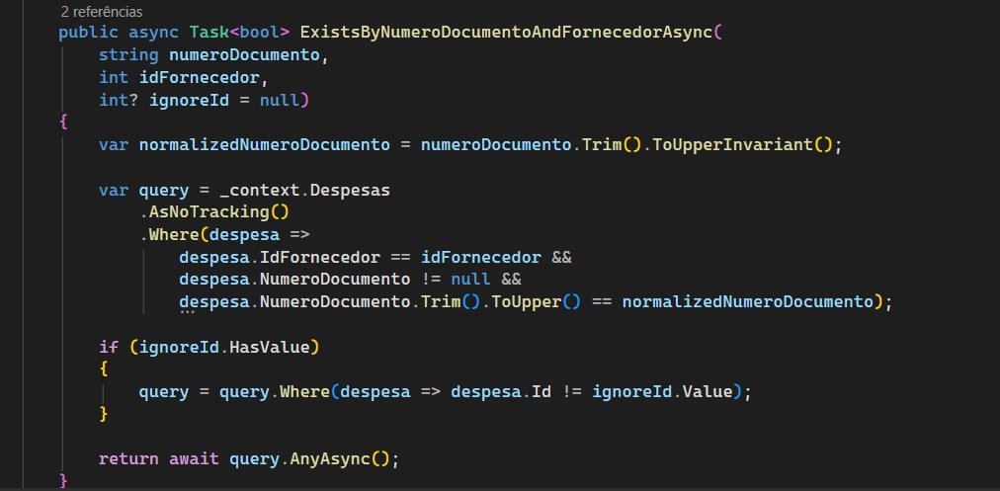 2 referências
public async Task<bool> ExistsByNumeroDocumentoAndFornecedorAsync(
string numeroDocumento,
int idFornecedor,
int? ignoreId = null)
{
var normalizedNumeroDocumento = numeroDocumento.Trim().ToUpperInvariant();
var query = _context.Despesas
.AsNoTracking()
.Where(despesa =>
despesa.IdFornecedor == idFornecedor &&
despesa.NumeroDocumento != null &&
despesa.NumeroDocumento.Trim().ToUpper() == normalizedNumeroDocumento);
if (ignoreId.HasValue)
{
query = query.Where(despesa => despesa.Id != ignoreId.Value);
}
return await query.AnyAsync();
}